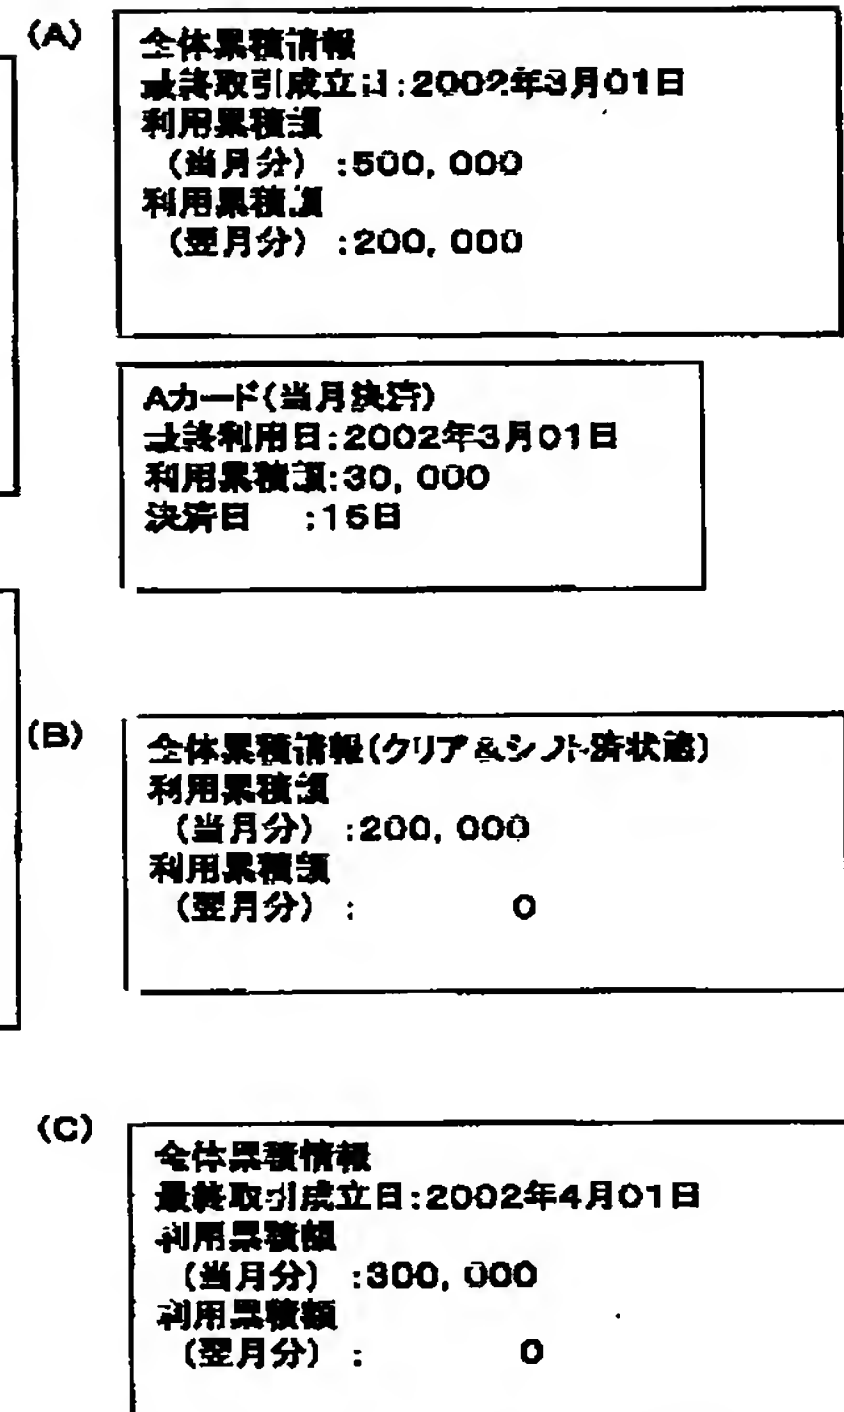 (A)
全体累積情報
最終取引成立日:2002年3月01日
利用累積額
(当月分) :500, 000
利用累積額
(翌月分) :200, 000
Aカード(当月決済)
最終利用日:2002年3月01日
利用累積額:30, 000
決済日 :15日
(B)
全体累積情報(クリア&シフト済状態)
利用累積額
(当月分) :200, 000
利用累積額
(翌月分) : 0
(C)
全体累積情報
最終取引成立日:2002年4月01日
利用累積額
(当月分) :300, 000
利用累積額
(翌月分) : 0